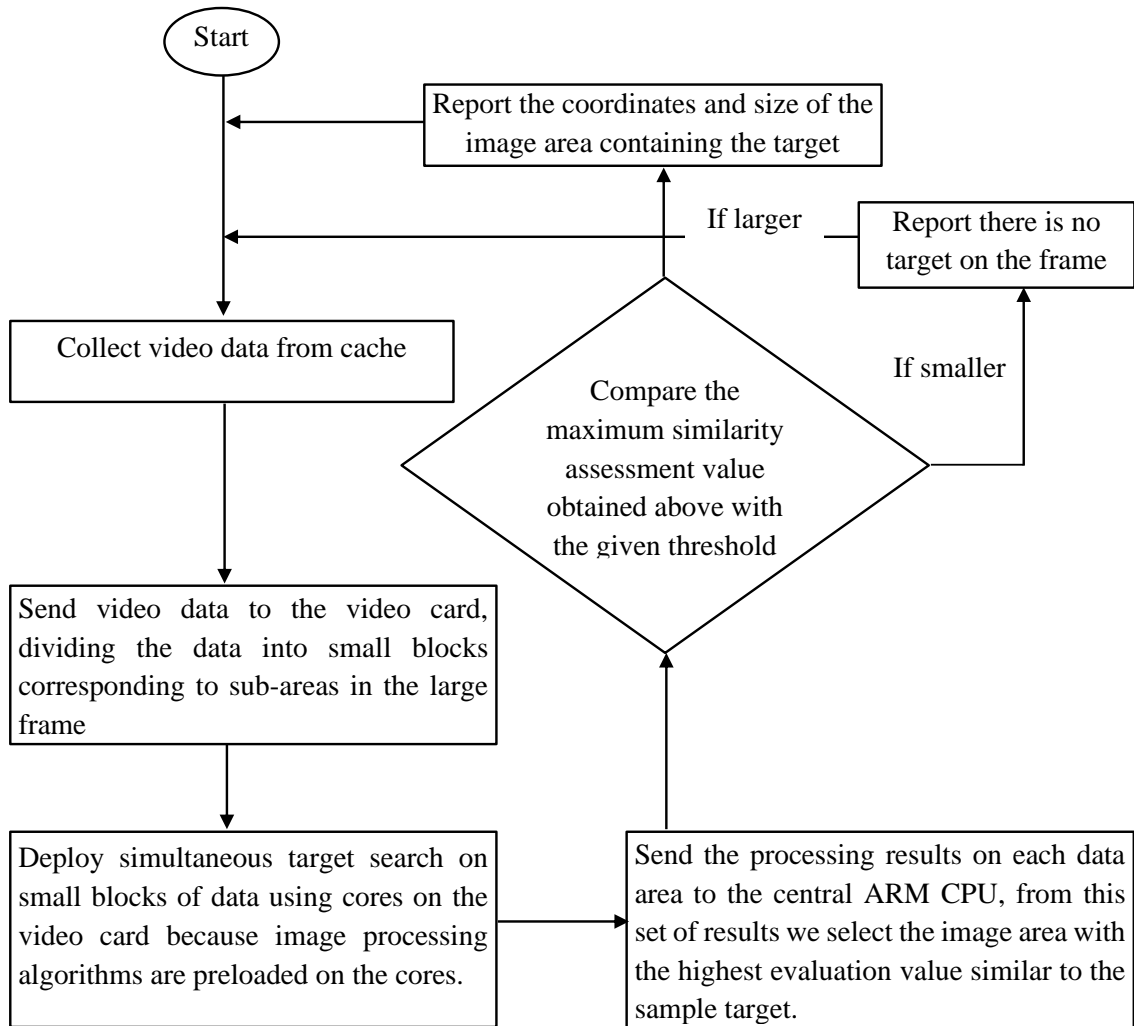 Start
Report the coordinates and size of the
image area containing the target
If larger
Report there is no
target on the frame
Collect video data from cache
If smaller
Compare the
maximum similarity
assessment value
obtained above with
the given threshold
Send video data to the video card,
dividing the data into small blocks
corresponding to sub-areas in the large
frame
Deploy simultaneous target search on
small blocks of data using cores on the
video card because image processing
algorithms are preloaded on the cores.
Send the processing results on each data
area to the central ARM CPU, from this
set of results we select the image area with
the highest evaluation value similar to the
sample target.